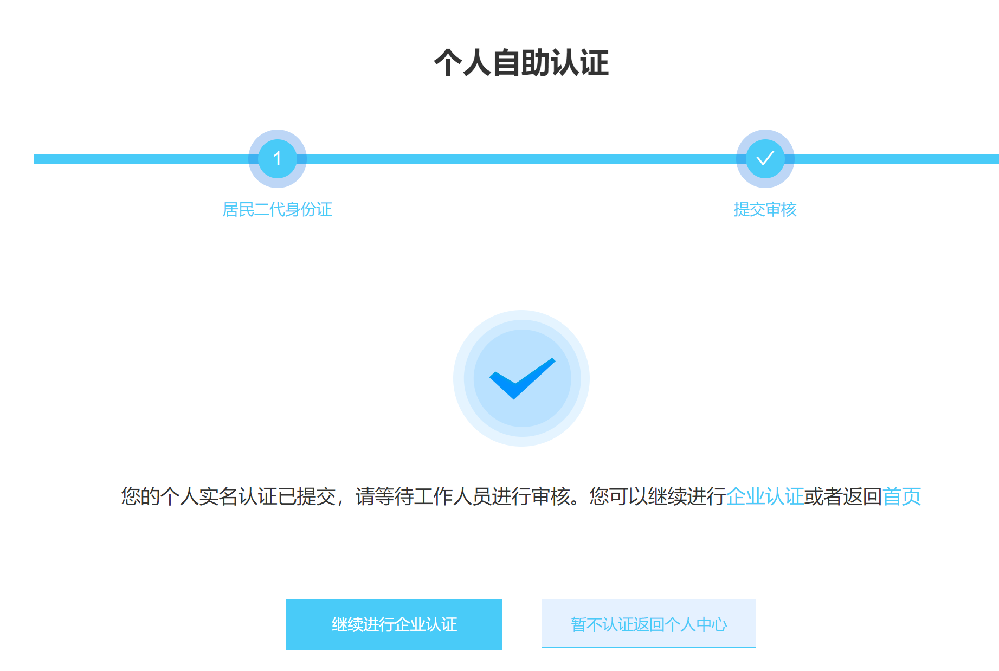 个人自助认证
1
居民二代身份证
提交审核
您的个人实名认证已提交，请等待工作人员进行审核。您可以继续进行企业认证或者返回首页
继续进行企业认证
暂不认证返回个人中心